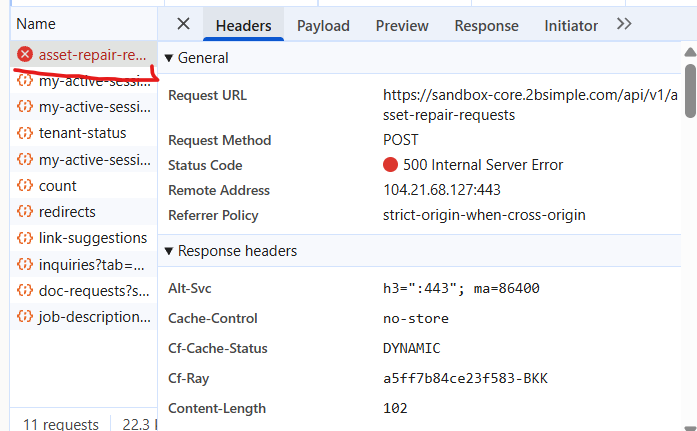 Name
Headers Payload Preview Response Initiator
asset-repair-re...
my-active-sessi...
my-active-sessi...
tenant-status
my-active-sessi...
count
redirects
link-suggestions
inquiries?tab=...
doc-requests?s...
job-description...
11 requests
General
Request URL https://sandbox-core.2bsimple.com/api/v1/a
sset-repair-requests
Request Method POST
Status Code 500 Internal Server Error
Remote Address 104.21.68.127:443
Referrer Policy strict-origin-when-cross-origin
Response headers
Alt-Svc h3=":443"; ma=86400
Cache-Control no-store
Cf-Cache-Status DYNAMIC
Cf-Ray a5ff7b84ce23f583-BKK
Content-Length 102